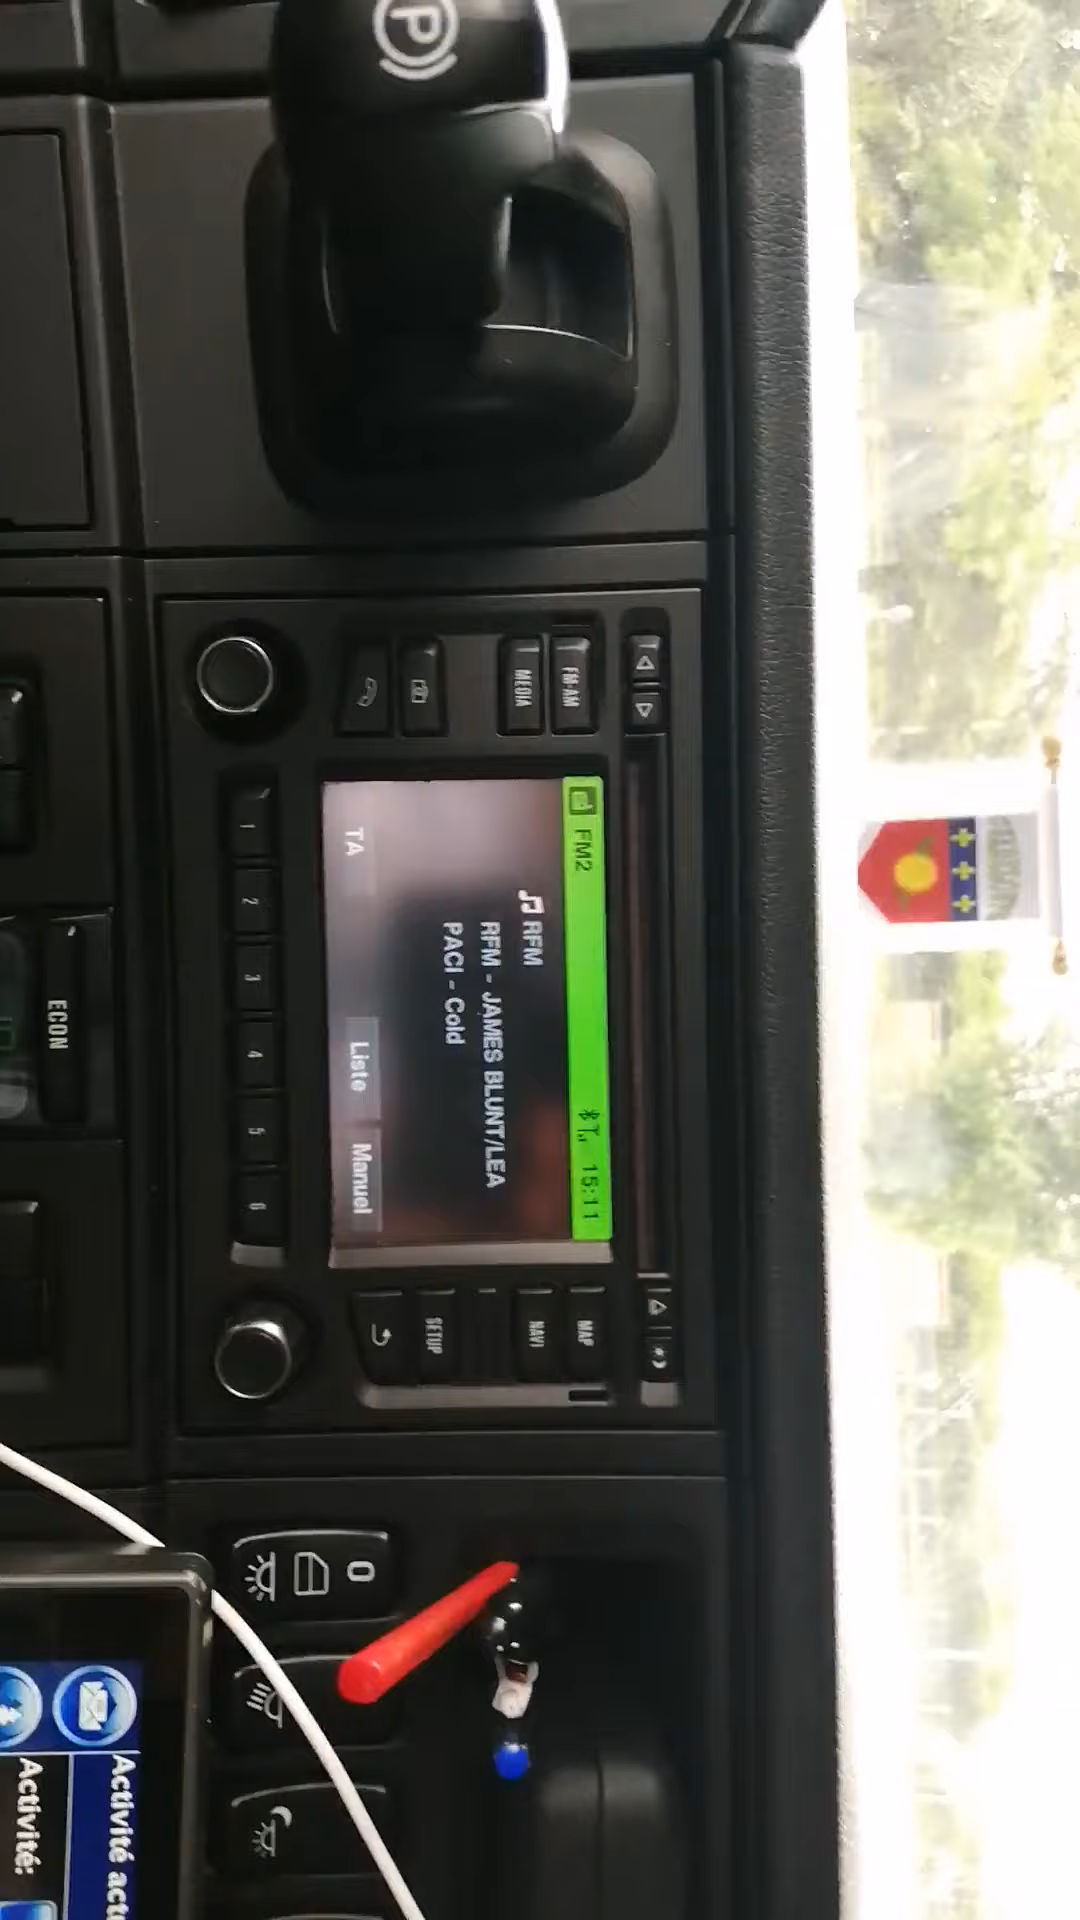 P
FM-AM
MEDIA
FM2
15:11
RFM
RFM - JAMES BLUNT/LEA
PACI - Cold
TA
Liste
Manuel
MAP
NAVI
SETUP
1
2
3
4
5
6
ECON
0
Activité: